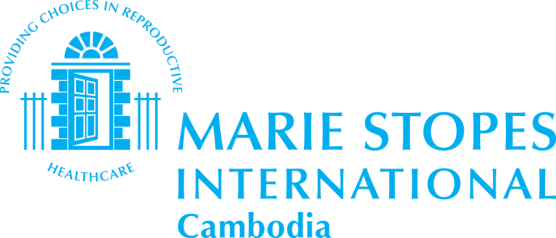 PROVIDING CHOICES IN REPRODUCTIVE
HEALTHCARE
MARIE STOPES
INTERNATIONAL
Cambodia